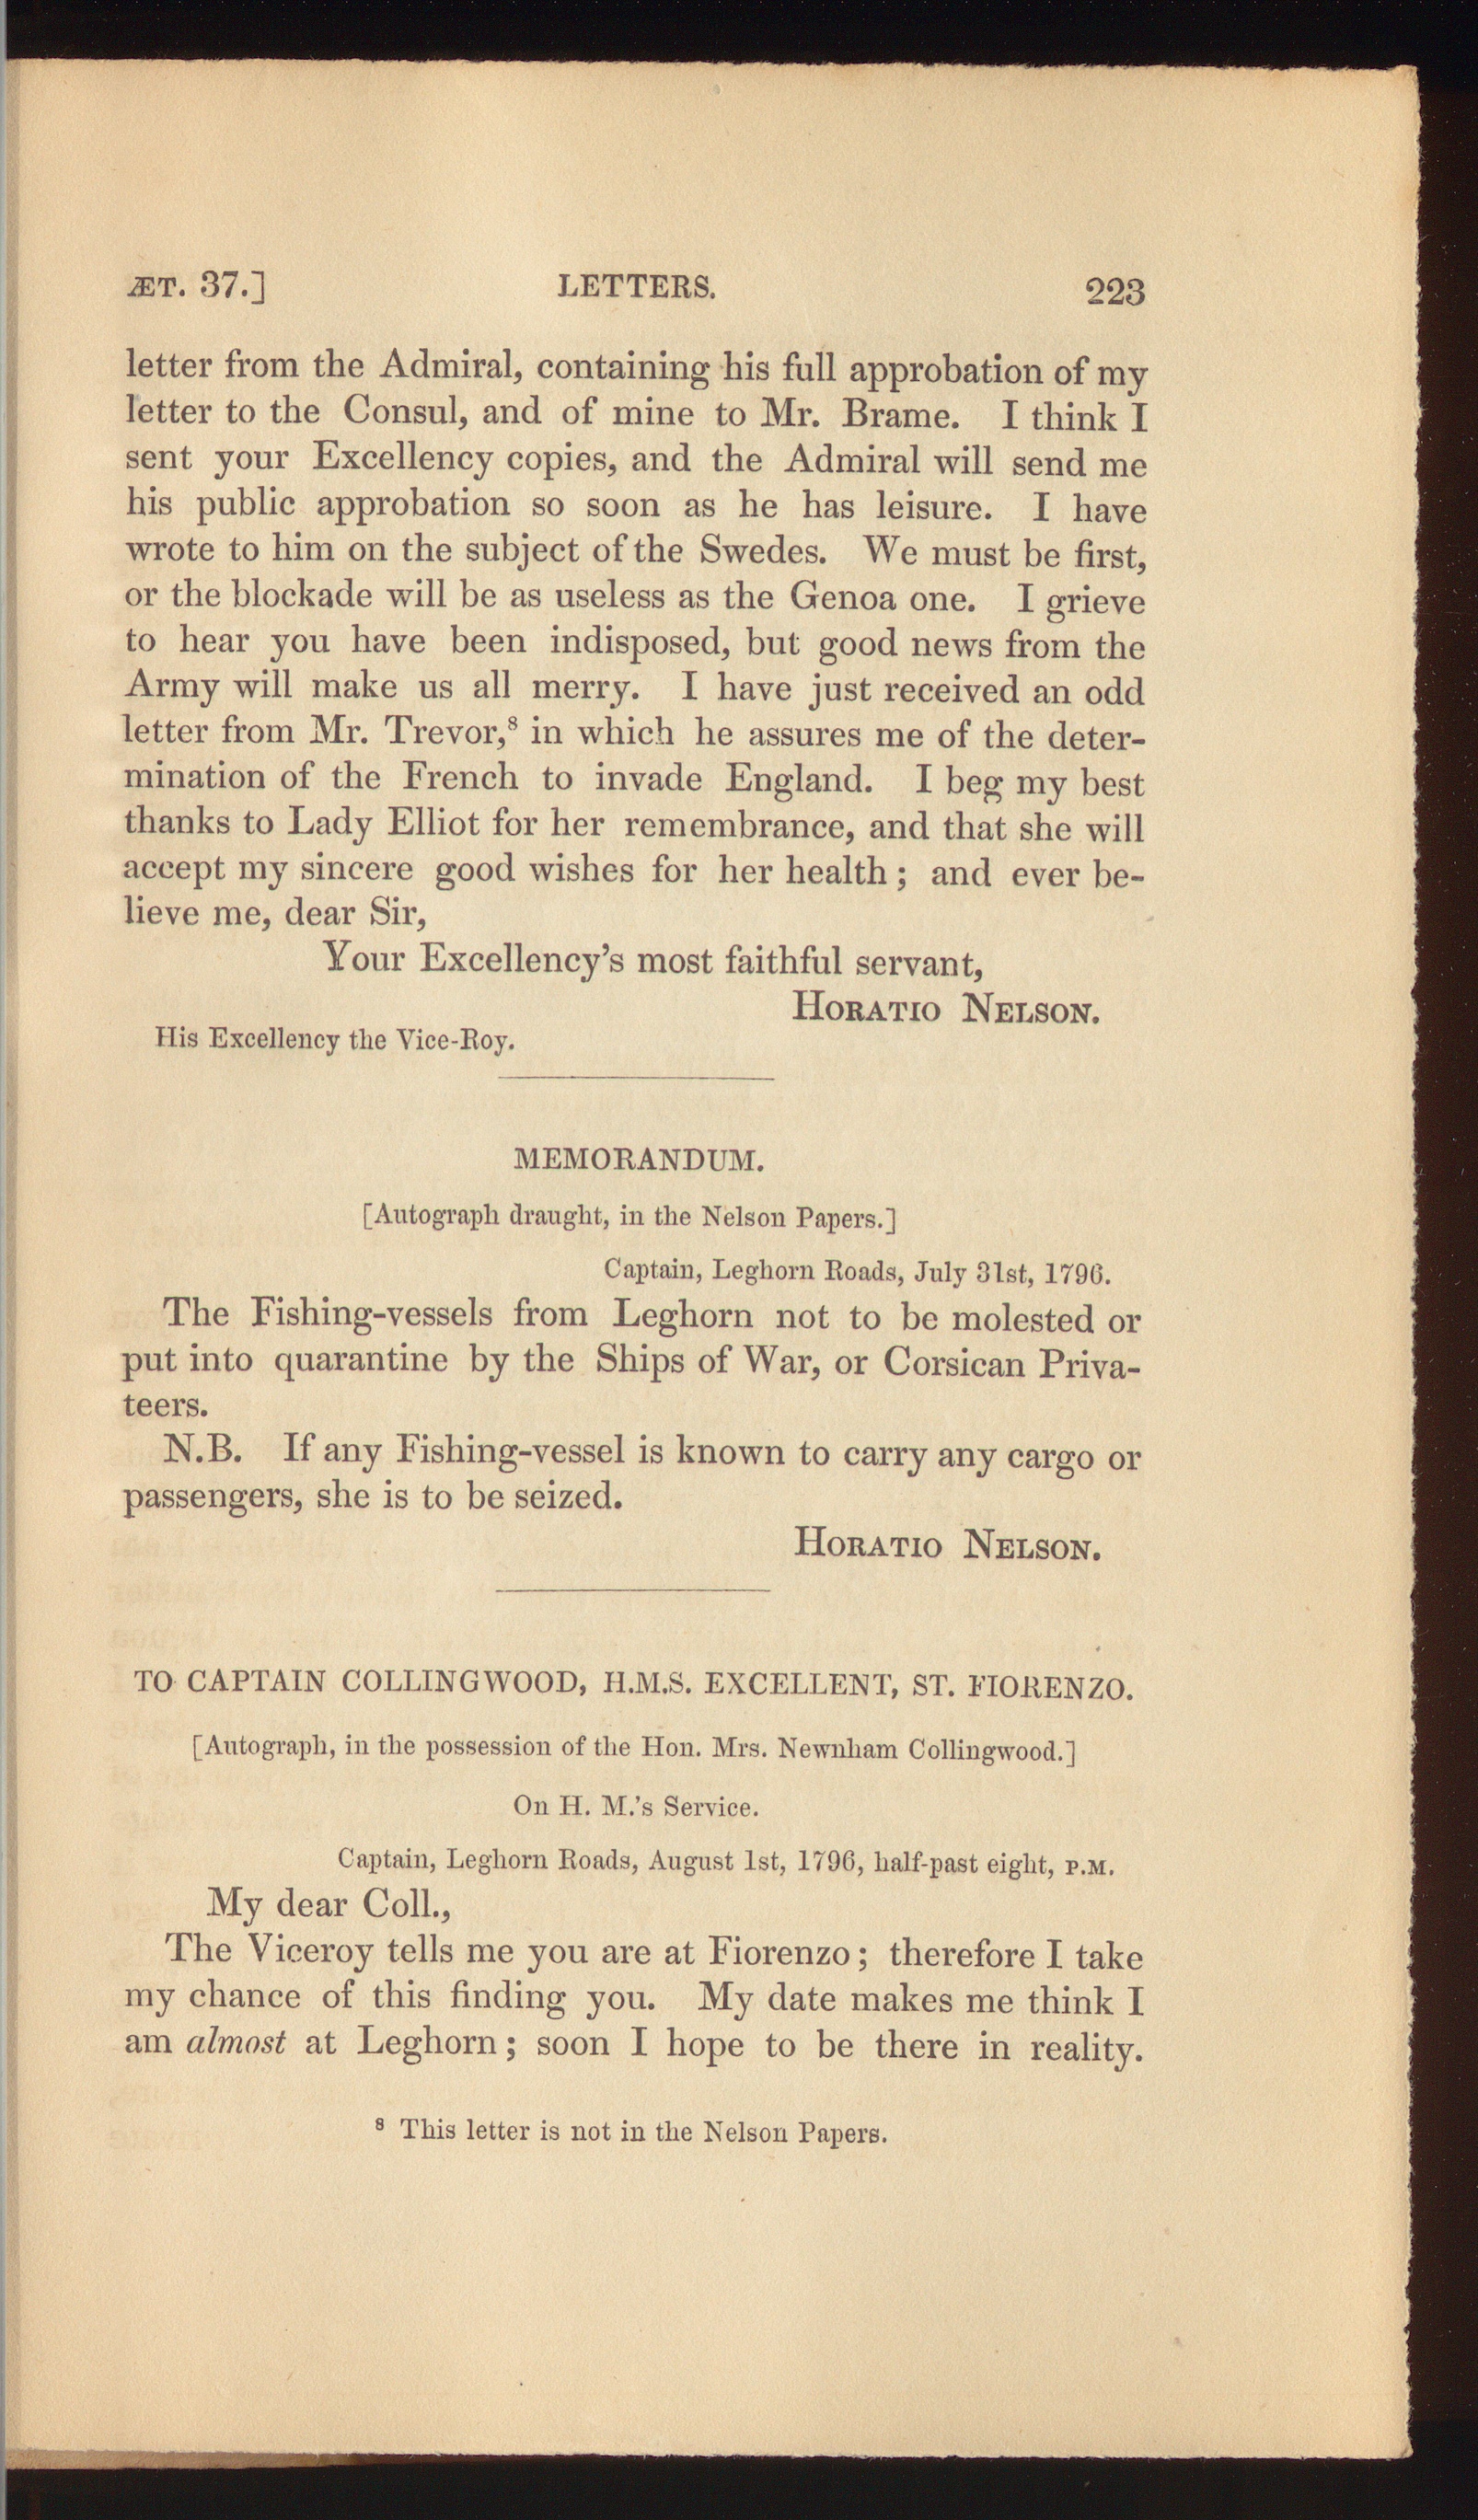 ÆT. 37.] LETTERS. 223
letter from the Admiral, containing his full approbation of my
letter to the Consul, and of mine to Mr. Brame. I think I
sent your Excellency copies, and the Admiral will send me
his public approbation so soon as he has leisure. I have
wrote to him on the subject of the Swedes. We must be first,
or the blockade will be as useless as the Genoa one. I grieve
to hear you have been indisposed, but good news from the
Army will make us all merry. I have just received an odd
letter from Mr. Trevor,⁸ in which he assures me of the deter-
mination of the French to invade England. I beg my best
thanks to Lady Elliot for her remembrance, and that she will
accept my sincere good wishes for her health; and ever be-
lieve me, dear Sir,
Your Excellency's most faithful servant,
HORATIO NELSON.
His Excellency the Vice-Roy.
MEMORANDUM.
[Autograph draught, in the Nelson Papers.]
Captain, Leghorn Roads, July 31st, 1796.
The Fishing-vessels from Leghorn not to be molested or
put into quarantine by the Ships of War, or Corsican Priva-
teers.
N.B. If any Fishing-vessel is known to carry any cargo or
passengers, she is to be seized.
HORATIO NELSON.
TO CAPTAIN COLLINGWOOD, H.M.S. EXCELLENT, ST. FIORENZO.
[Autograph, in the possession of the Hon. Mrs. Newnham Collingwood.]
On H. M.'s Service.
Captain, Leghorn Roads, August 1st, 1796, half-past eight, P.M.
My dear Coll.,
The Viceroy tells me you are at Fiorenzo; therefore I take
my chance of this finding you. My date makes me think I
am almost at Leghorn; soon I hope to be there in reality.
⁸ This letter is not in the Nelson Papers.